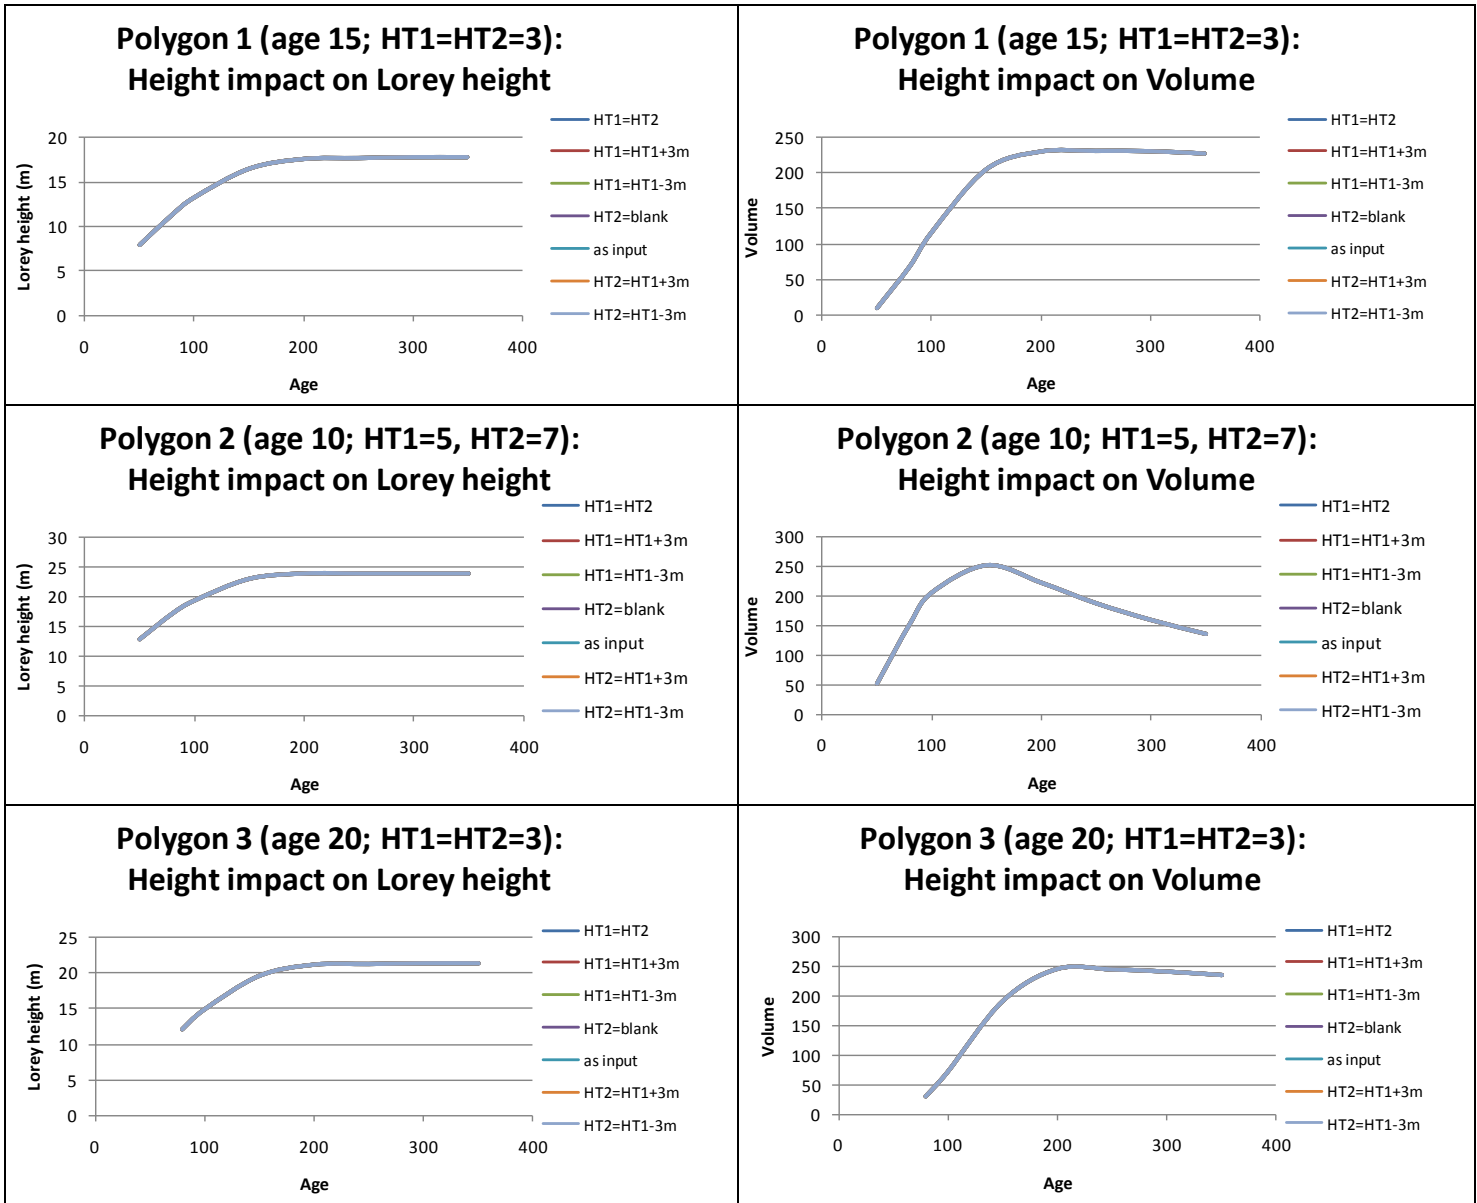 Polygon 1 (age 15; HT1=HT2=3):
Height impact on Lorey height
Lorey height (m)
20
15
10
5
0
0 100 200 300 400
Age
HT1=HT2
HT1=HT1+3m
HT1=HT1-3m
HT2=blank
as input
HT2=HT1+3m
HT2=HT1-3m
Polygon 1 (age 15; HT1=HT2=3):
Height impact on Volume
Volume
250
200
150
100
50
0
0 100 200 300 400
Age
HT1=HT2
HT1=HT1+3m
HT1=HT1-3m
HT2=blank
as input
HT2=HT1+3m
HT2=HT1-3m
Polygon 2 (age 10; HT1=5, HT2=7):
Height impact on Lorey height
Lorey height (m)
30
25
20
15
10
5
0
0 100 200 300 400
Age
HT1=HT2
HT1=HT1+3m
HT1=HT1-3m
HT2=blank
as input
HT2=HT1+3m
HT2=HT1-3m
Polygon 2 (age 10; HT1=5, HT2=7):
Height impact on Volume
Volume
300
250
200
150
100
50
0
0 100 200 300 400
Age
HT1=HT2
HT1=HT1+3m
HT1=HT1-3m
HT2=blank
as input
HT2=HT1+3m
HT2=HT1-3m
Polygon 3 (age 20; HT1=HT2=3):
Height impact on Lorey height
Lorey height (m)
25
20
15
10
5
0
0 100 200 300 400
Age
HT1=HT2
HT1=HT1+3m
HT1=HT1-3m
HT2=blank
as input
HT2=HT1+3m
HT2=HT1-3m
Polygon 3 (age 20; HT1=HT2=3):
Height impact on Volume
Volume
300
250
200
150
100
50
0
0 100 200 300 400
Age
HT1=HT2
HT1=HT1+3m
HT1=HT1-3m
HT2=blank
as input
HT2=HT1+3m
HT2=HT1-3m